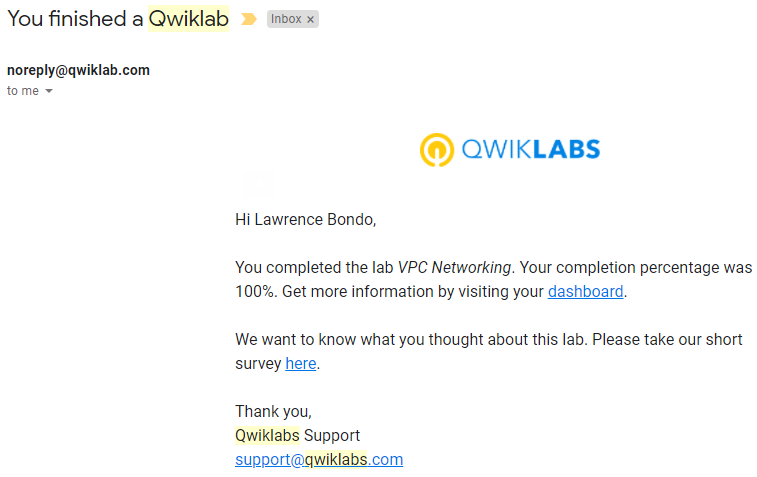 You finished a Qwiklab
Inbox ×
noreply@qwiklab.com
to me
QWIKLABS
Hi Lawrence Bondo,
You completed the lab VPC Networking. Your completion percentage was
100%. Get more information by visiting your dashboard.
We want to know what you thought about this lab. Please take our short
survey here.
Thank you,
Qwiklabs Support
support@qwiklabs.com